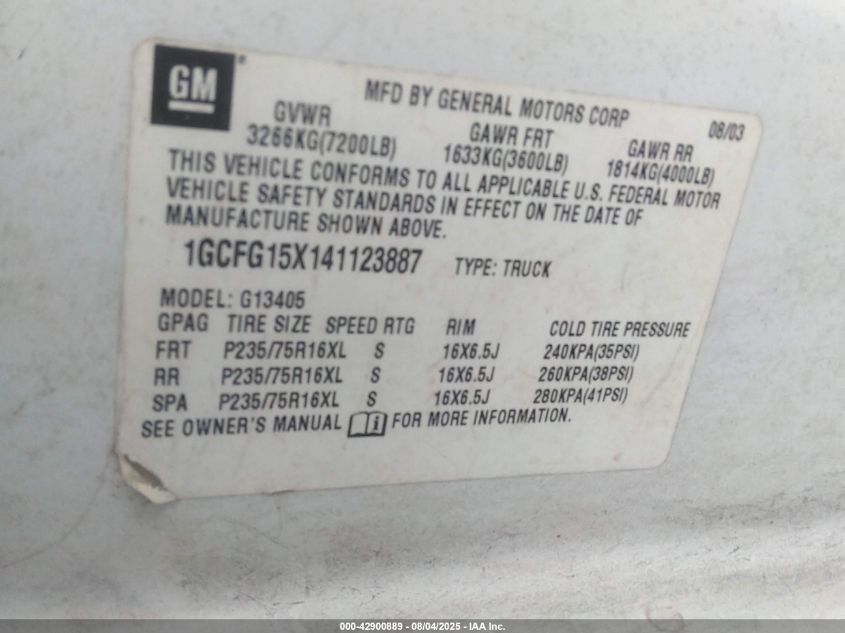 GM®
MFD BY GENERAL MOTORS CORP 08/03
GVWR GAWR FRT GAWR RR
3266KG(7200LB) 1633KG(3600LB) 1814KG(4000LB)
THIS VEHICLE CONFORMS TO ALL APPLICABLE U.S. FEDERAL MOTOR
VEHICLE SAFETY STANDARDS IN EFFECT ON THE DATE OF
MANUFACTURE SHOWN ABOVE.
1GCFG15X141123887 TYPE: TRUCK
MODEL: G13405
GPAG TIRE SIZE SPEED RTG RIM COLD TIRE PRESSURE
FRT P235/75R16XL S 16X6.5J 240KPA(35PSI)
RR P235/75R16XL S 16X6.5J 260KPA(38PSI)
SPA P235/75R16XL S 16X6.5J 280KPA(41PSI)
SEE OWNER'S MANUAL i FOR MORE INFORMATION.
000-42900889 - 08/04/2025 - IAA Inc.